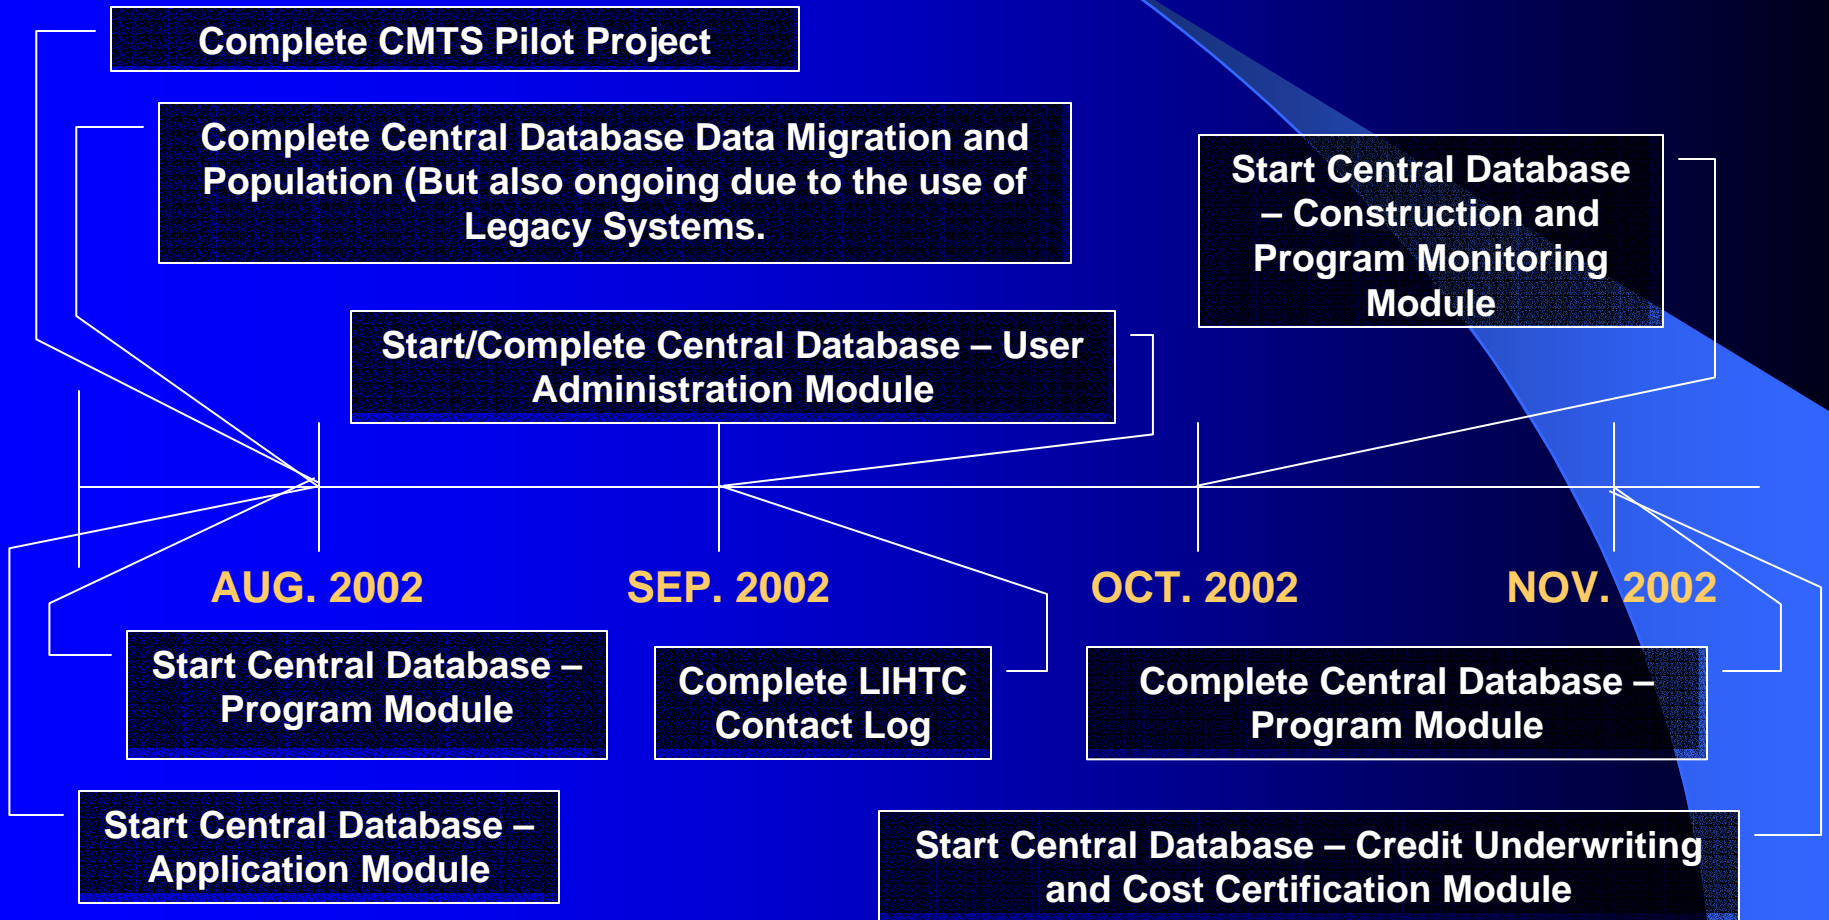 Complete CMTS Pilot Project
Complete Central Database Data Migration and
Population (But also ongoing due to the use of
Legacy Systems.
Start Central Database
– Construction and
Program Monitoring
Module
Start/Complete Central Database – User
Administration Module
AUG. 2002
SEP. 2002
OCT. 2002
NOV. 2002
Start Central Database –
Program Module
Complete LIHTC
Contact Log
Complete Central Database –
Program Module
Start Central Database –
Application Module
Start Central Database – Credit Underwriting
and Cost Certification Module